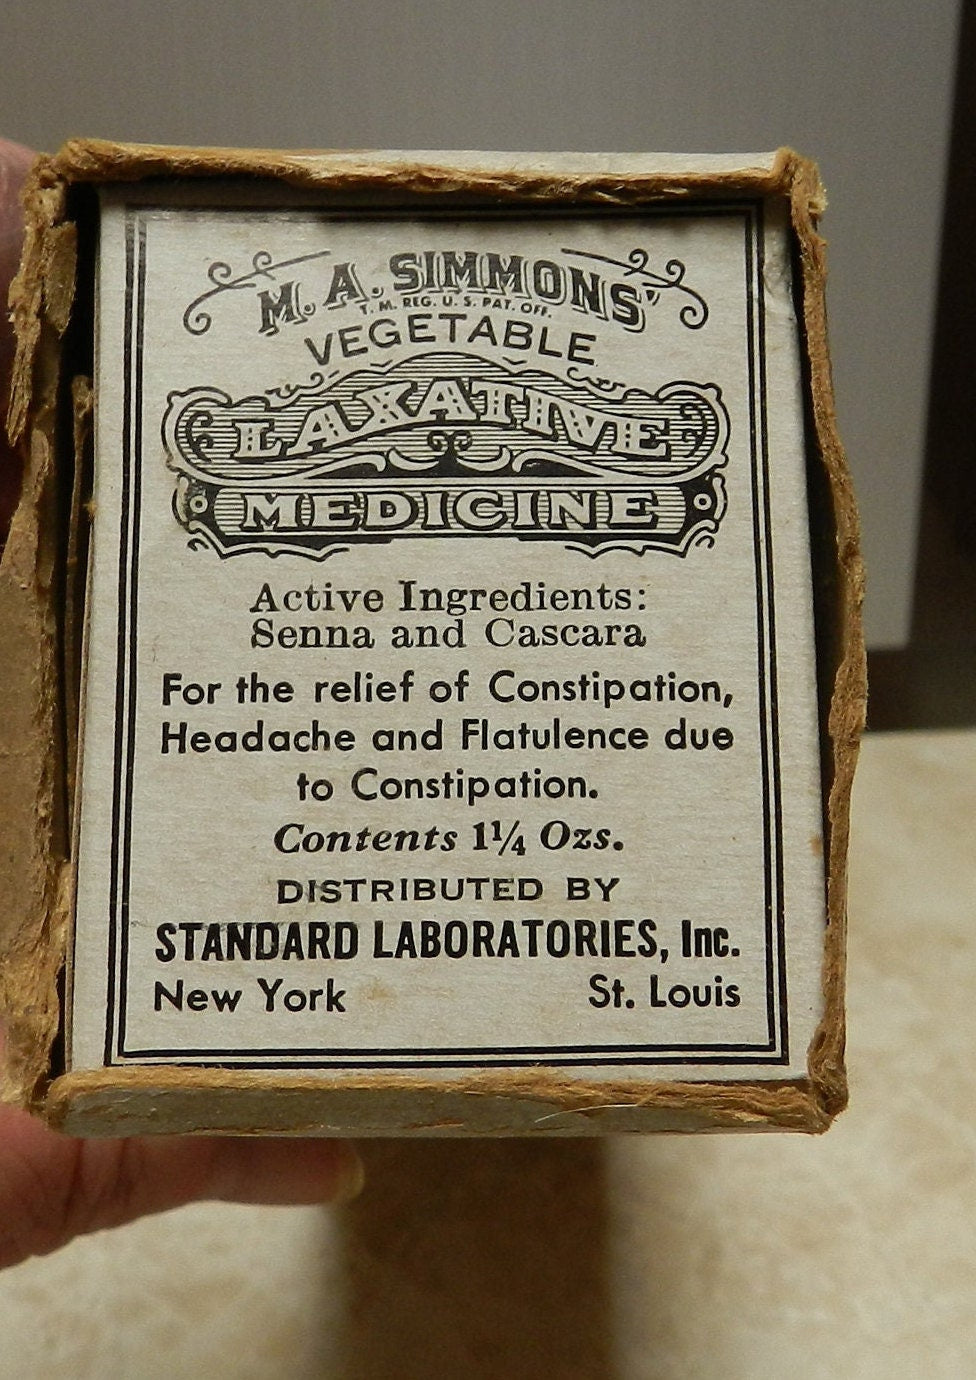 M. A. SIMMONS'
T. M. REG. U. S. PAT. OFF.
VEGETABLE
LAXATIVE
MEDICINE
Active Ingredients:
Senna and Cascara
For the relief of Constipation,
Headache and Flatulence due
to Constipation.
Contents 1¼ Ozs.
DISTRIBUTED BY
STANDARD LABORATORIES, Inc.
New York St. Louis